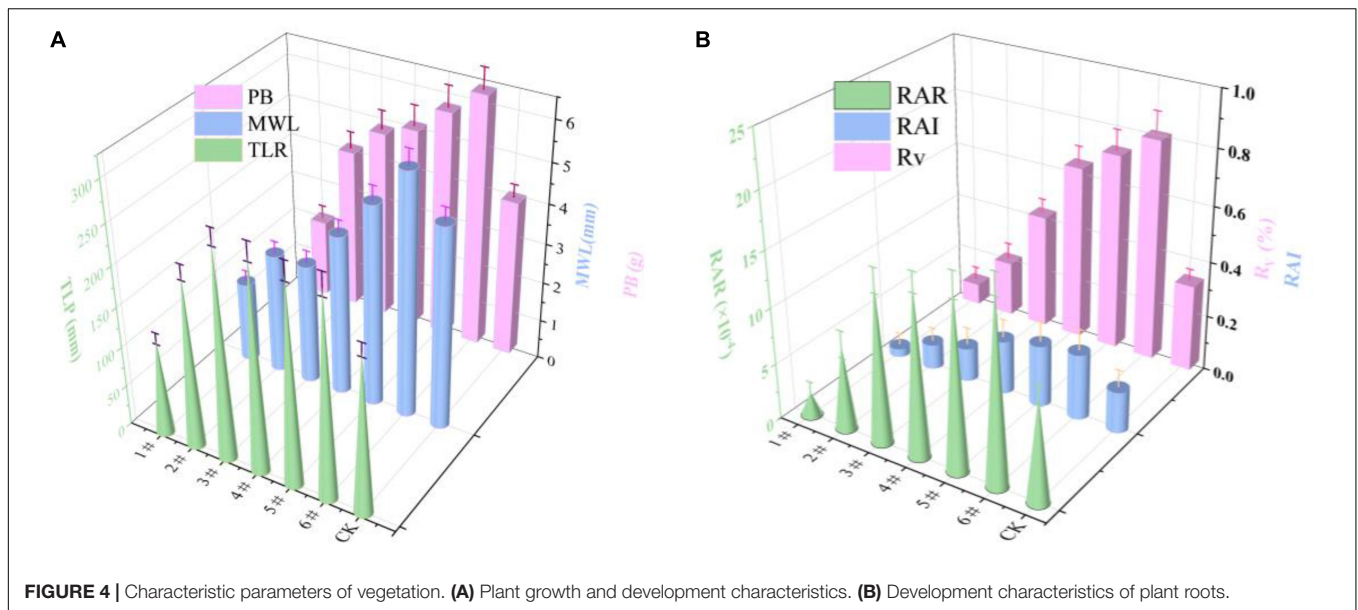 A
PB
MWL
TLR
300
250
200
150
100
50
0
TLR (mm)
1#
2#
3#
4#
5#
6#
CK
6
5
4
3
2
1
0
MWL(mm)
PB (g)
B
RAR
RAI
Rv
25
20
15
10
5
0
RAR (×10⁻⁴)
1#
2#
3#
4#
5#
6#
CK
1.0
0.8
0.6
0.4
0.2
0.0
Rᵥ (%)
RAI
FIGURE 4 | Characteristic parameters of vegetation. (A) Plant growth and development characteristics. (B) Development characteristics of plant roots.